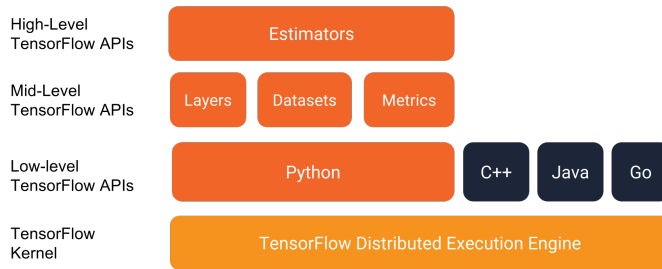 High-Level
TensorFlow APIs
Estimators
Mid-Level
TensorFlow APIs
Layers
Datasets
Metrics
Low-level
TensorFlow APIs
Python
C++
Java
Go
TensorFlow
Kernel
TensorFlow Distributed Execution Engine